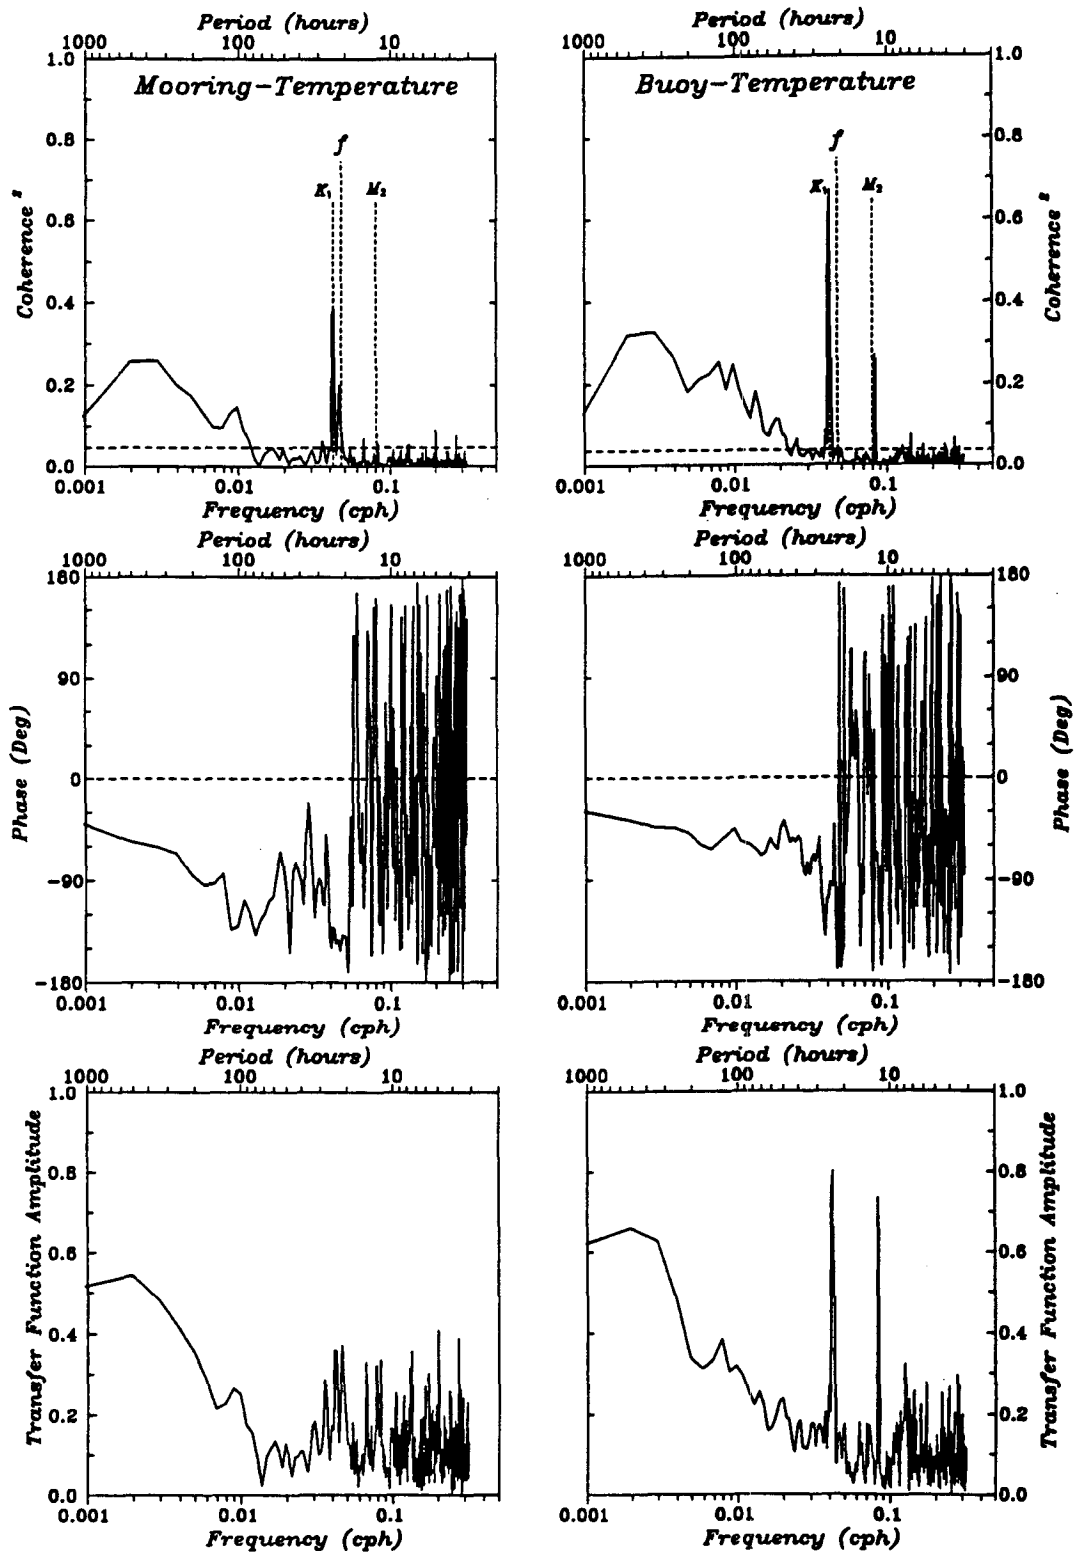 Period (hours)
1000 100 10
Mooring-Temperature
1.0
0.8
0.6
0.4
0.2
0.0
Coherence ²
K₁
f
M₂
0.001 0.01 0.1
Frequency (cph)
Period (hours)
1000 100 10
Buoy-Temperature
1.0
0.8
0.6
0.4
0.2
0.0
Coherence ²
K₁
f
M₂
0.001 0.01 0.1
Frequency (cph)
Period (hours)
1000 100 10
180
90
0
-90
-180
Phase (Deg)
0.001 0.01 0.1
Frequency (cph)
Period (hours)
1000 100 10
180
90
0
-90
-180
Phase (Deg)
0.001 0.01 0.1
Frequency (cph)
Period (hours)
1000 100 10
1.0
0.8
0.6
0.4
0.2
0.0
Transfer Function Amplitude
0.001 0.01 0.1
Frequency (cph)
Period (hours)
1000 100 10
1.0
0.8
0.6
0.4
0.2
0.0
Transfer Function Amplitude
0.001 0.01 0.1
Frequency (cph)